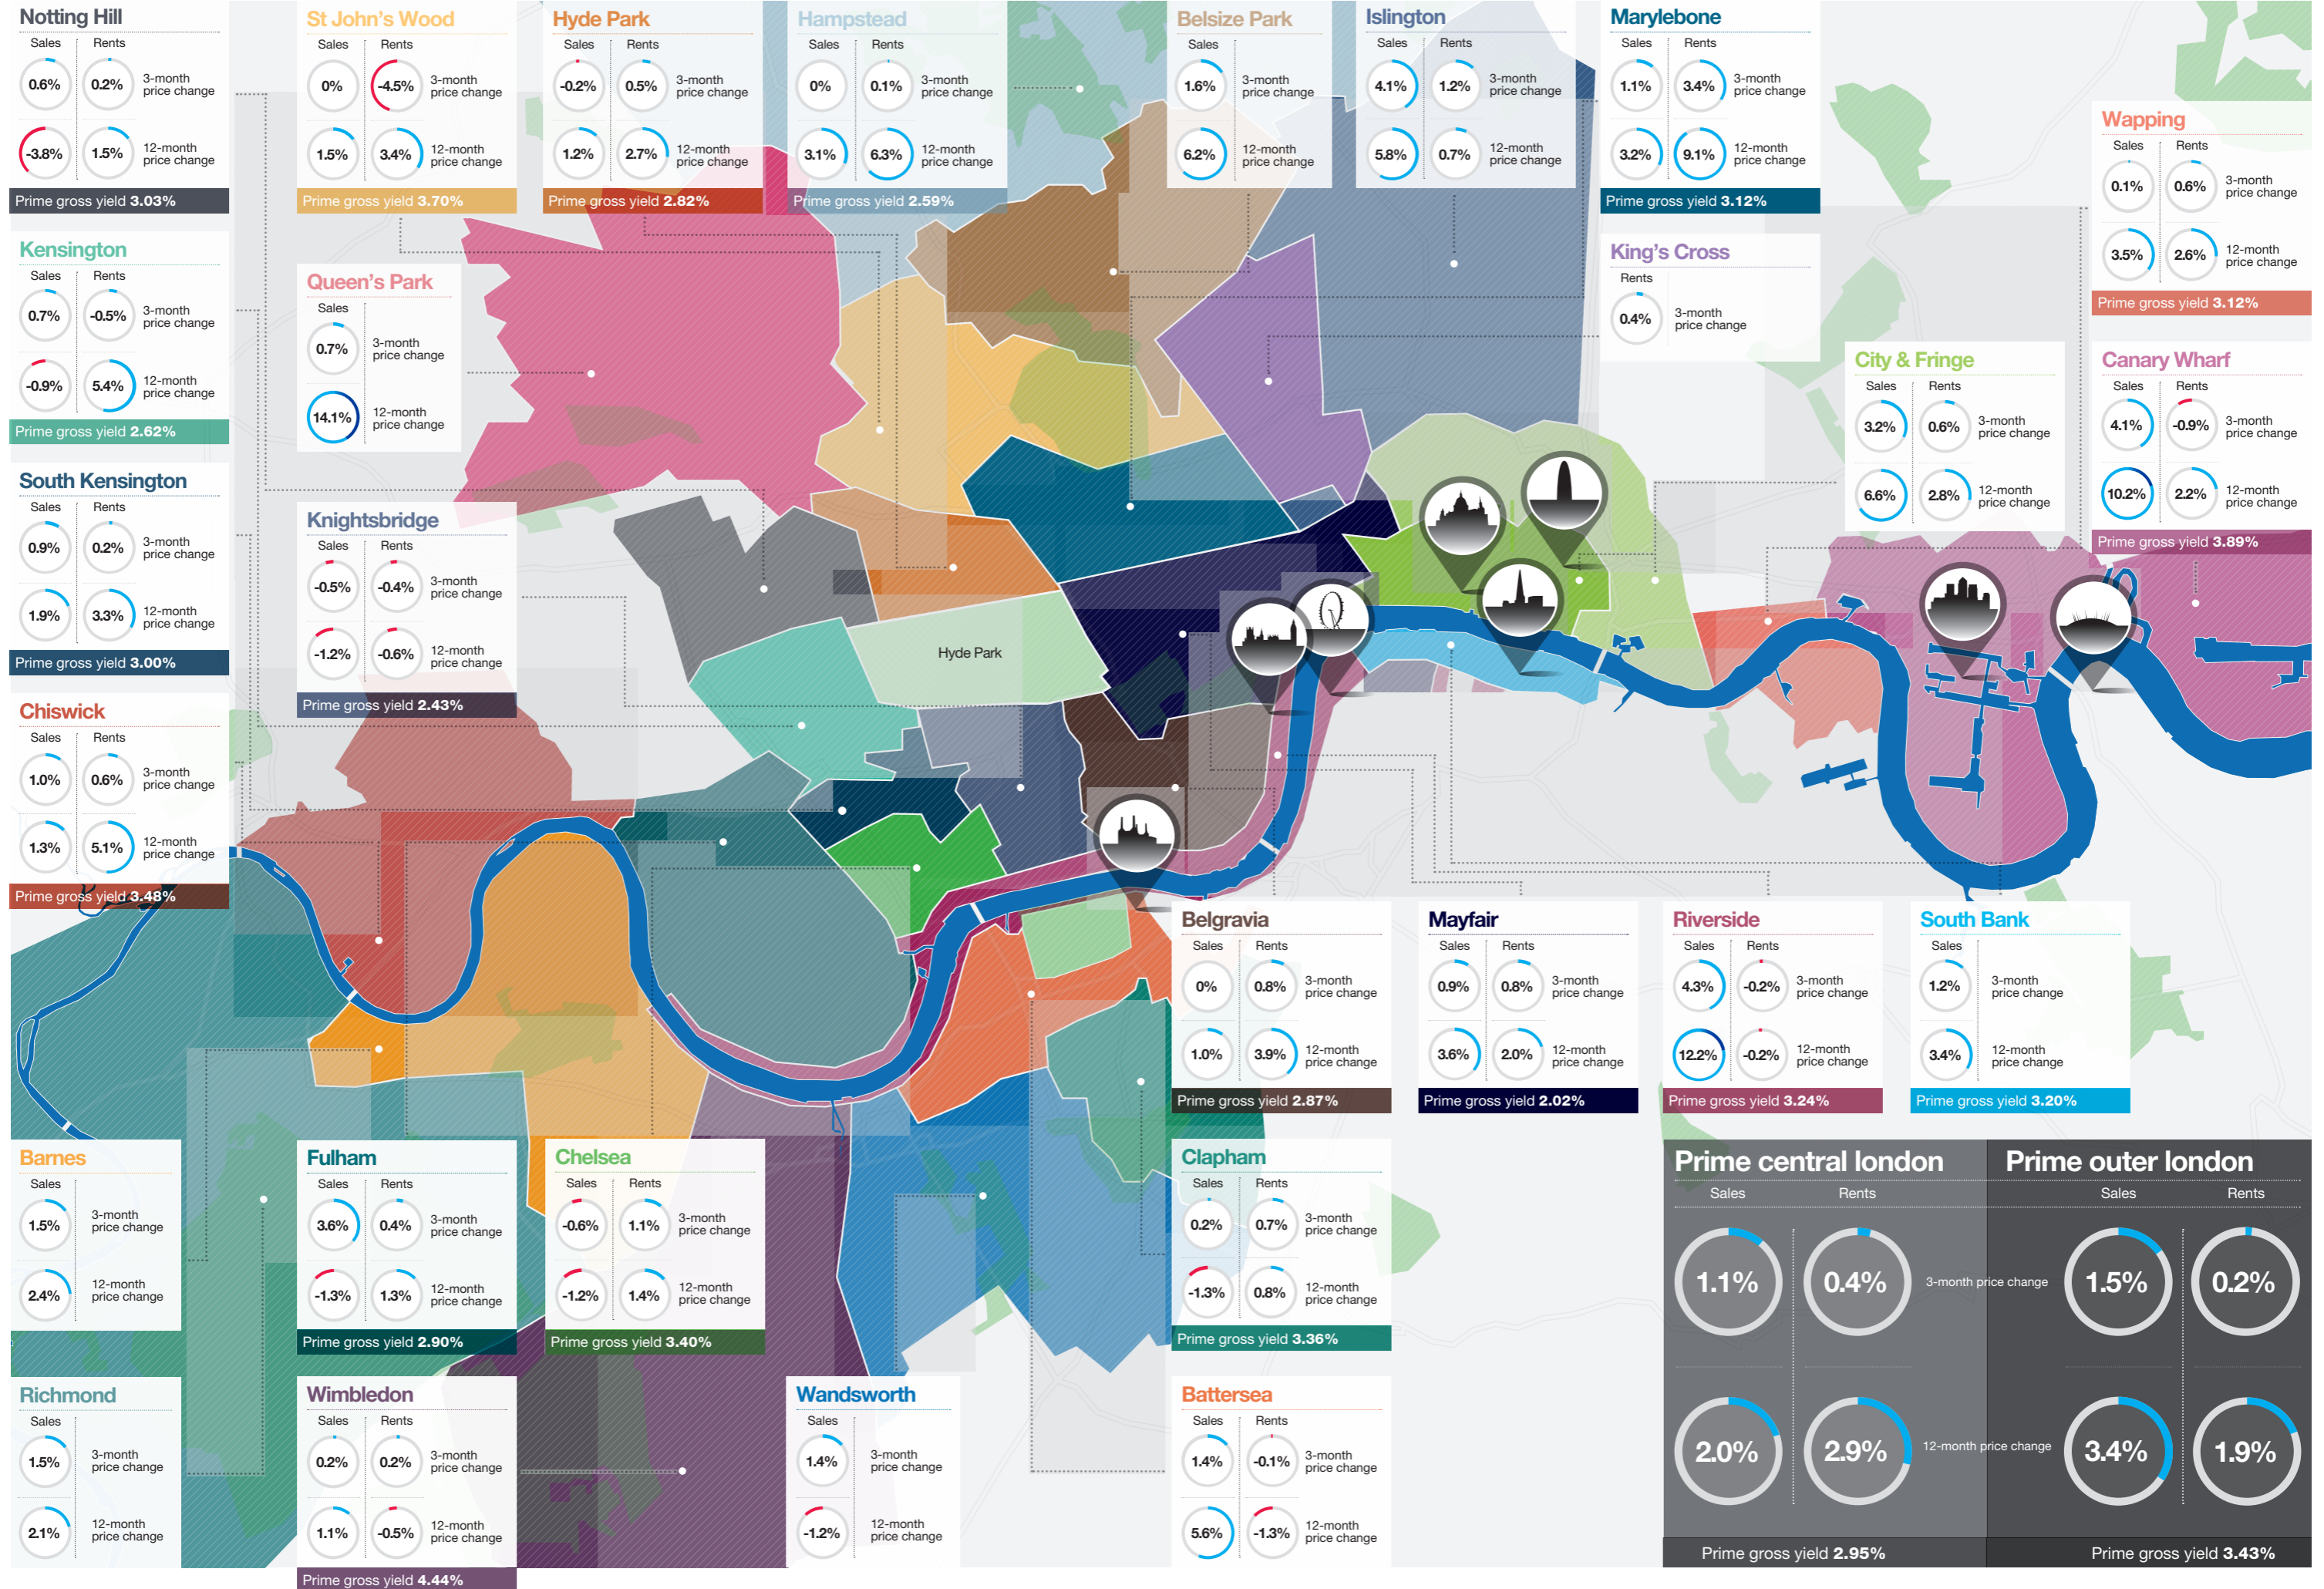 Notting Hill
Sales Rents
0.6% 0.2% 3-month price change
-3.8% 1.5% 12-month price change
Prime gross yield 3.03%
St John's Wood
Sales Rents
0% -4.5% 3-month price change
1.5% 3.4% 12-month price change
Prime gross yield 3.70%
Hyde Park
Sales Rents
-0.2% 0.5% 3-month price change
1.2% 2.7% 12-month price change
Prime gross yield 2.82%
Hampstead
Sales Rents
0% 0.1% 3-month price change
3.1% 6.3% 12-month price change
Prime gross yield 2.59%
Belsize Park
Sales
1.6% 3-month price change
6.2% 12-month price change
Islington
Sales Rents
4.1% 1.2% 3-month price change
5.8% 0.7% 12-month price change
Marylebone
Sales Rents
1.1% 3.4% 3-month price change
3.2% 9.1% 12-month price change
Prime gross yield 3.12%
Wapping
Sales Rents
0.1% 0.6% 3-month price change
3.5% 2.6% 12-month price change
Prime gross yield 3.12%
Kensington
Sales Rents
0.7% -0.5% 3-month price change
-0.9% 5.4% 12-month price change
Prime gross yield 2.62%
Queen's Park
Sales
0.7% 3-month price change
14.1% 12-month price change
King's Cross
Rents
0.4% 3-month price change
City & Fringe
Sales Rents
3.2% 0.6% 3-month price change
6.6% 2.8% 12-month price change
Canary Wharf
Sales Rents
4.1% -0.9% 3-month price change
10.2% 2.2% 12-month price change
Prime gross yield 3.89%
South Kensington
Sales Rents
0.9% 0.2% 3-month price change
1.9% 3.3% 12-month price change
Prime gross yield 3.00%
Knightsbridge
Sales Rents
-0.5% -0.4% 3-month price change
-1.2% -0.6% 12-month price change
Prime gross yield 2.43%
Hyde Park
Chiswick
Sales Rents
1.0% 0.6% 3-month price change
1.3% 5.1% 12-month price change
Prime gross yield 3.48%
Belgravia
Sales Rents
0% 0.8% 3-month price change
1.0% 3.9% 12-month price change
Prime gross yield 2.87%
Mayfair
Sales Rents
0.9% 0.8% 3-month price change
3.6% 2.0% 12-month price change
Prime gross yield 2.02%
Riverside
Sales Rents
4.3% -0.2% 3-month price change
12.2% -0.2% 12-month price change
Prime gross yield 3.24%
South Bank
Sales
1.2% 3-month price change
3.4% 12-month price change
Prime gross yield 3.20%
Barnes
Sales
1.5% 3-month price change
2.4% 12-month price change
Fulham
Sales Rents
3.6% 0.4% 3-month price change
-1.3% 1.3% 12-month price change
Prime gross yield 2.90%
Chelsea
Sales Rents
-0.6% 1.1% 3-month price change
-1.2% 1.4% 12-month price change
Prime gross yield 3.40%
Clapham
Sales Rents
0.2% 0.7% 3-month price change
-1.3% 0.8% 12-month price change
Prime gross yield 3.36%
Richmond
Sales
1.5% 3-month price change
2.1% 12-month price change
Wimbledon
Sales Rents
0.2% 0.2% 3-month price change
1.1% -0.5% 12-month price change
Prime gross yield 4.44%
Wandsworth
Sales
1.4% 3-month price change
-1.2% 12-month price change
Battersea
Sales Rents
1.4% -0.1% 3-month price change
5.6% -1.3% 12-month price change
Prime central london Prime outer london
Sales Rents Sales Rents
1.1% 0.4% 3-month price change 1.5% 0.2%
2.0% 2.9% 12-month price change 3.4% 1.9%
Prime gross yield 2.95% Prime gross yield 3.43%